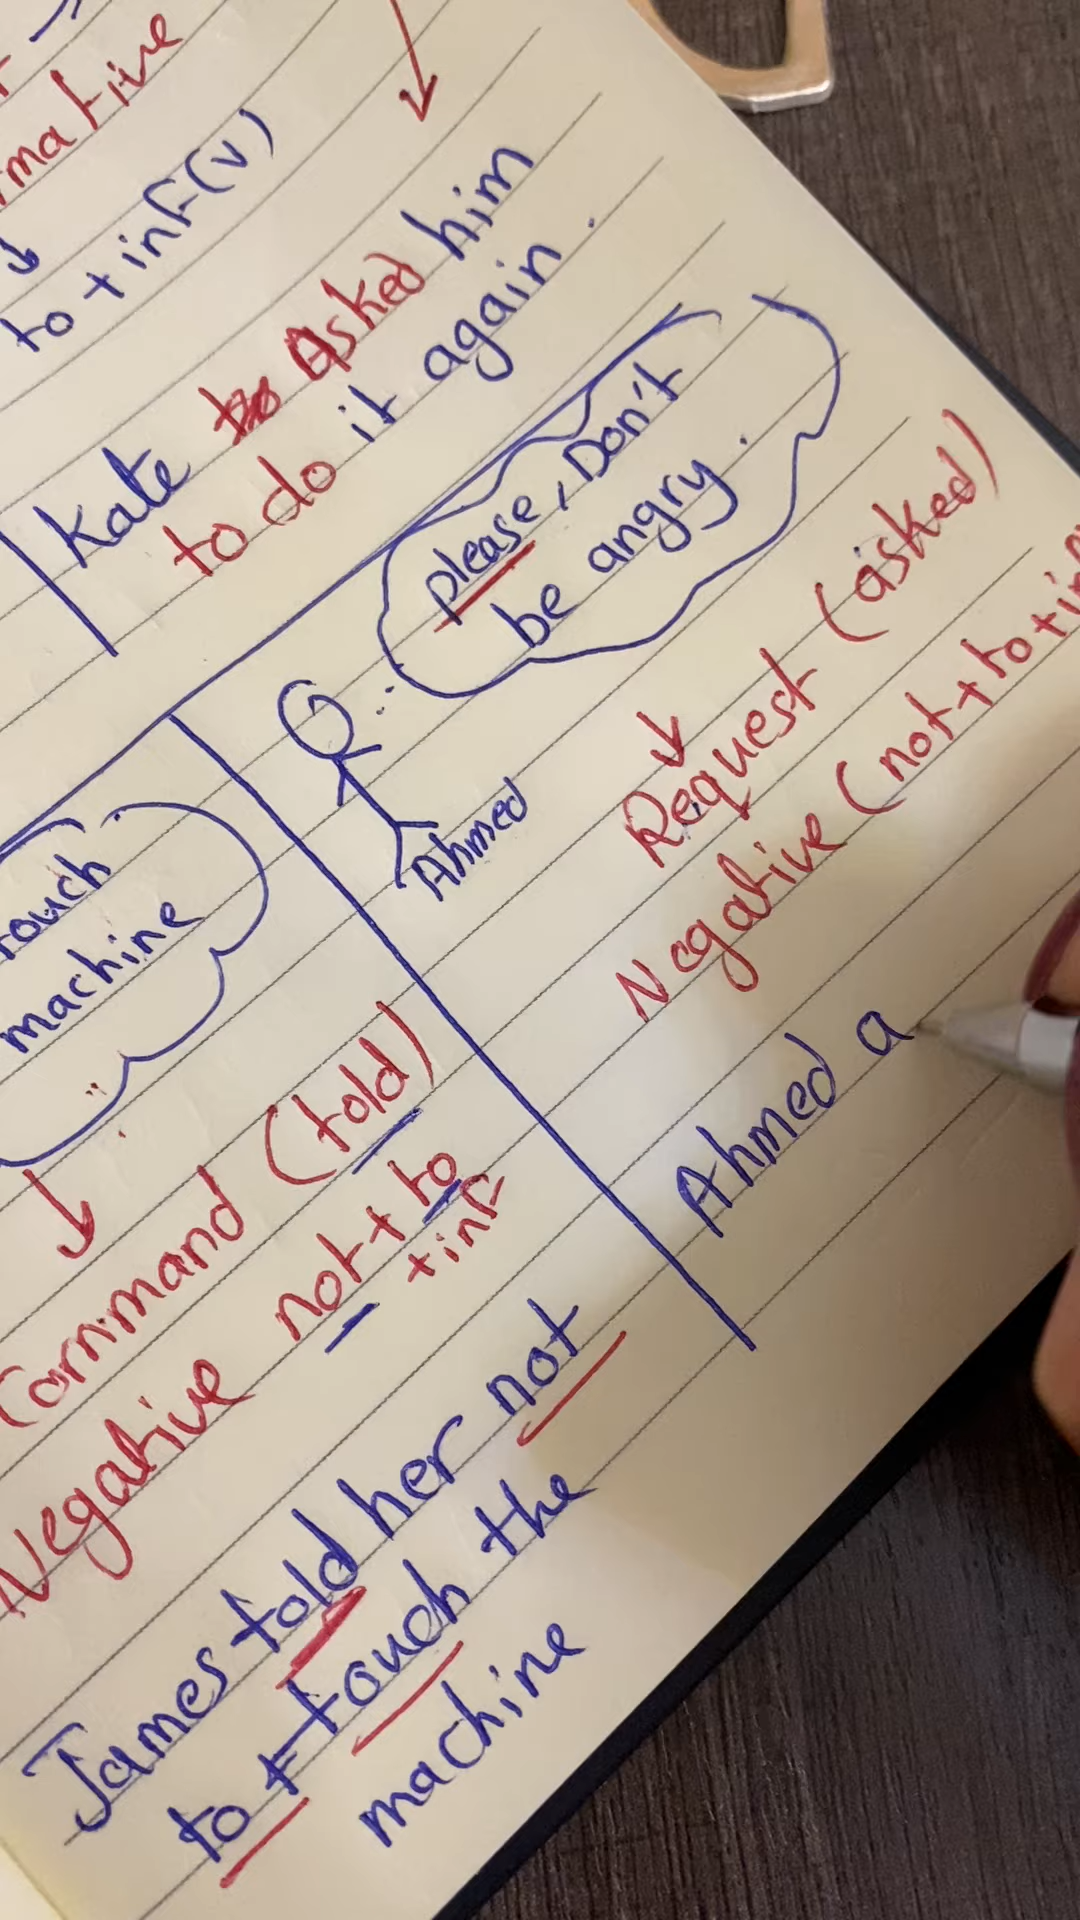 to + inf(v)
Kate Asked him
to do it again.
please, Don't
be angry.
Ahmed
Request (asked)
Negative (not+to+in
touch
machine
Command (told)
Negative not + to
+ inf
James told her not
to touch the
machine
Ahmed a